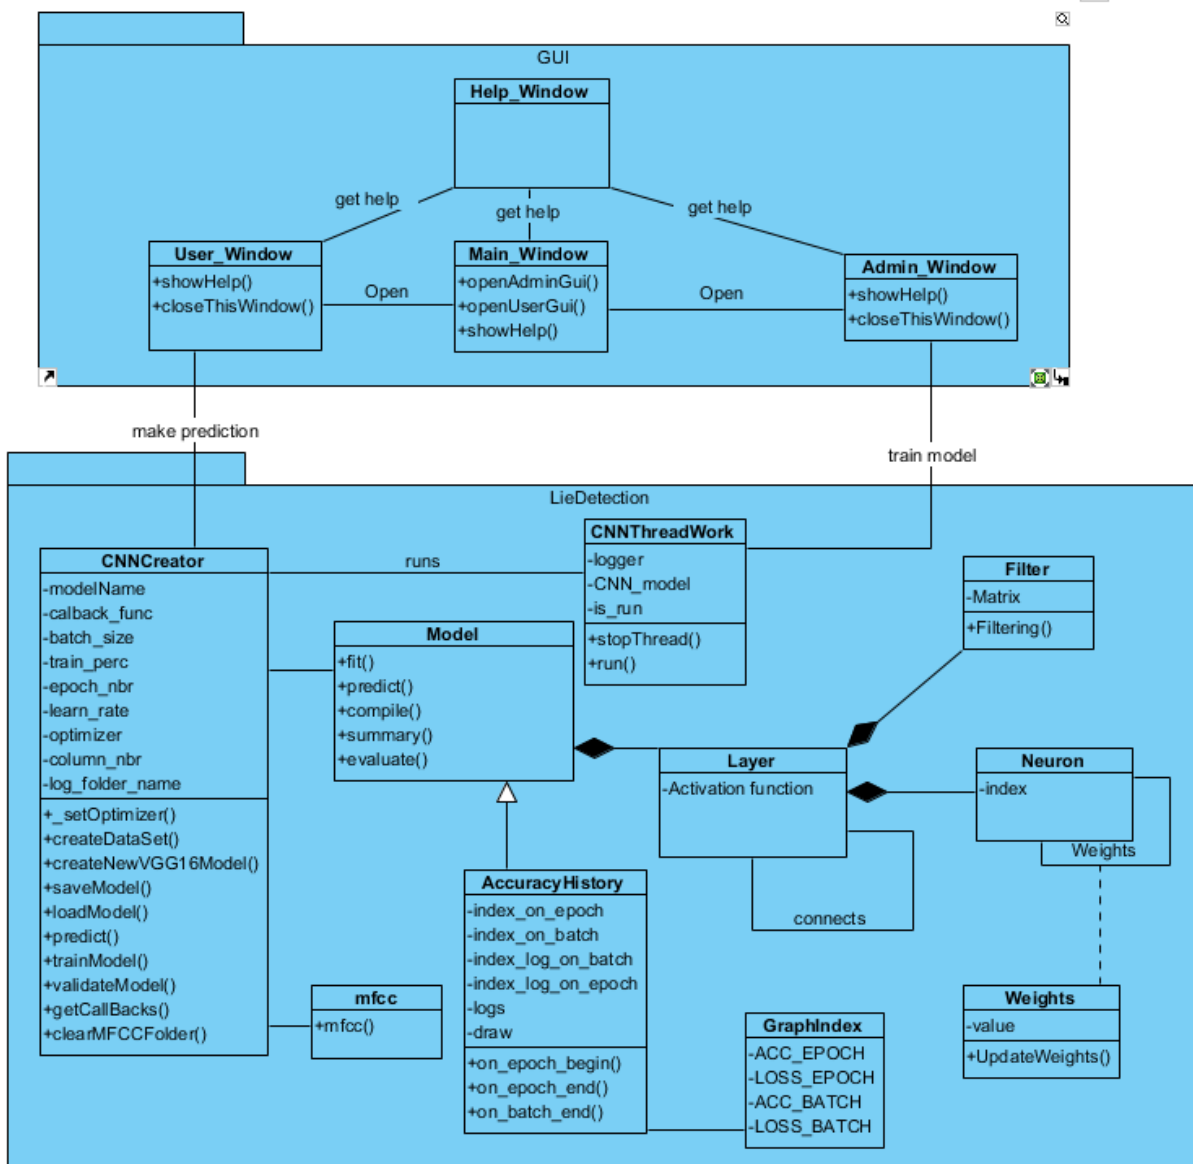 GUI
Help_Window
get help
get help
get help
User_Window
+showHelp()
+closeThisWindow()
Open
Main_Window
+openAdminGui()
+openUserGui()
+showHelp()
Open
Admin_Window
+showHelp()
+closeThisWindow()
make prediction
train model
LieDetection
CNNCreator
-modelName
-calback_func
-batch_size
-train_perc
-epoch_nbr
-learn_rate
-optimizer
-column_nbr
-log_folder_name
+_setOptimizer()
+createDataSet()
+createNewVGG16Model()
+saveModel()
+loadModel()
+predict()
+trainModel()
+validateModel()
+getCallBacks()
+clearMFCCFolder()
runs
CNNThreadWork
-logger
-CNN_model
-is_run
+stopThread()
+run()
Model
+fit()
+predict()
+compile()
+summary()
+evaluate()
Filter
-Matrix
+Filtering()
Layer
-Activation function
connects
Neuron
-index
Weights
AccuracyHistory
-index_on_epoch
-index_on_batch
-index_log_on_batch
-index_log_on_epoch
-logs
-draw
+on_epoch_begin()
+on_epoch_end()
+on_batch_end()
mfcc
+mfcc()
GraphIndex
-ACC_EPOCH
-LOSS_EPOCH
-ACC_BATCH
-LOSS_BATCH
Weights
-value
+UpdateWeights()